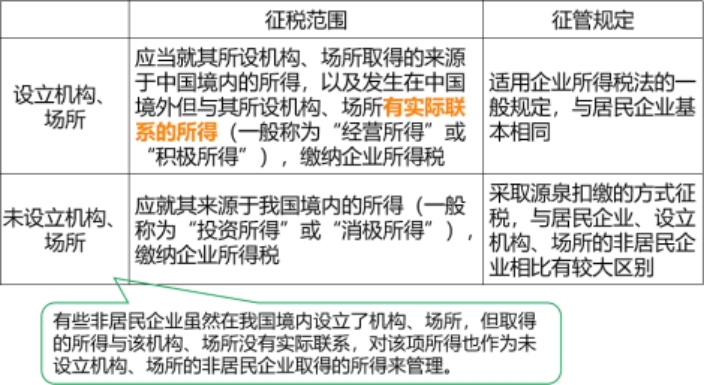 征税范围
征管规定
设立机构、
场所
应当就其所设机构、场所取得的来源
于中国境内的所得，以及发生在中国
境外但与其所设机构、场所有实际联
系的所得（一般称为“经营所得”或
“积极所得”），缴纳企业所得税
适用企业所得税法的一
般规定，与居民企业基
本相同
未设立机构、
场所
应就其来源于我国境内的所得（一般
称为“投资所得”或“消极所得”），
缴纳企业所得税
采取源泉扣缴的方式征
税，与居民企业、设立
机构、场所的非居民企
业相比有较大区别
有些非居民企业虽然在我国境内设立了机构、场所，但取得
的所得与该机构、场所没有实际联系，对该项所得也作为未
设立机构、场所的非居民企业取得的所得来管理。